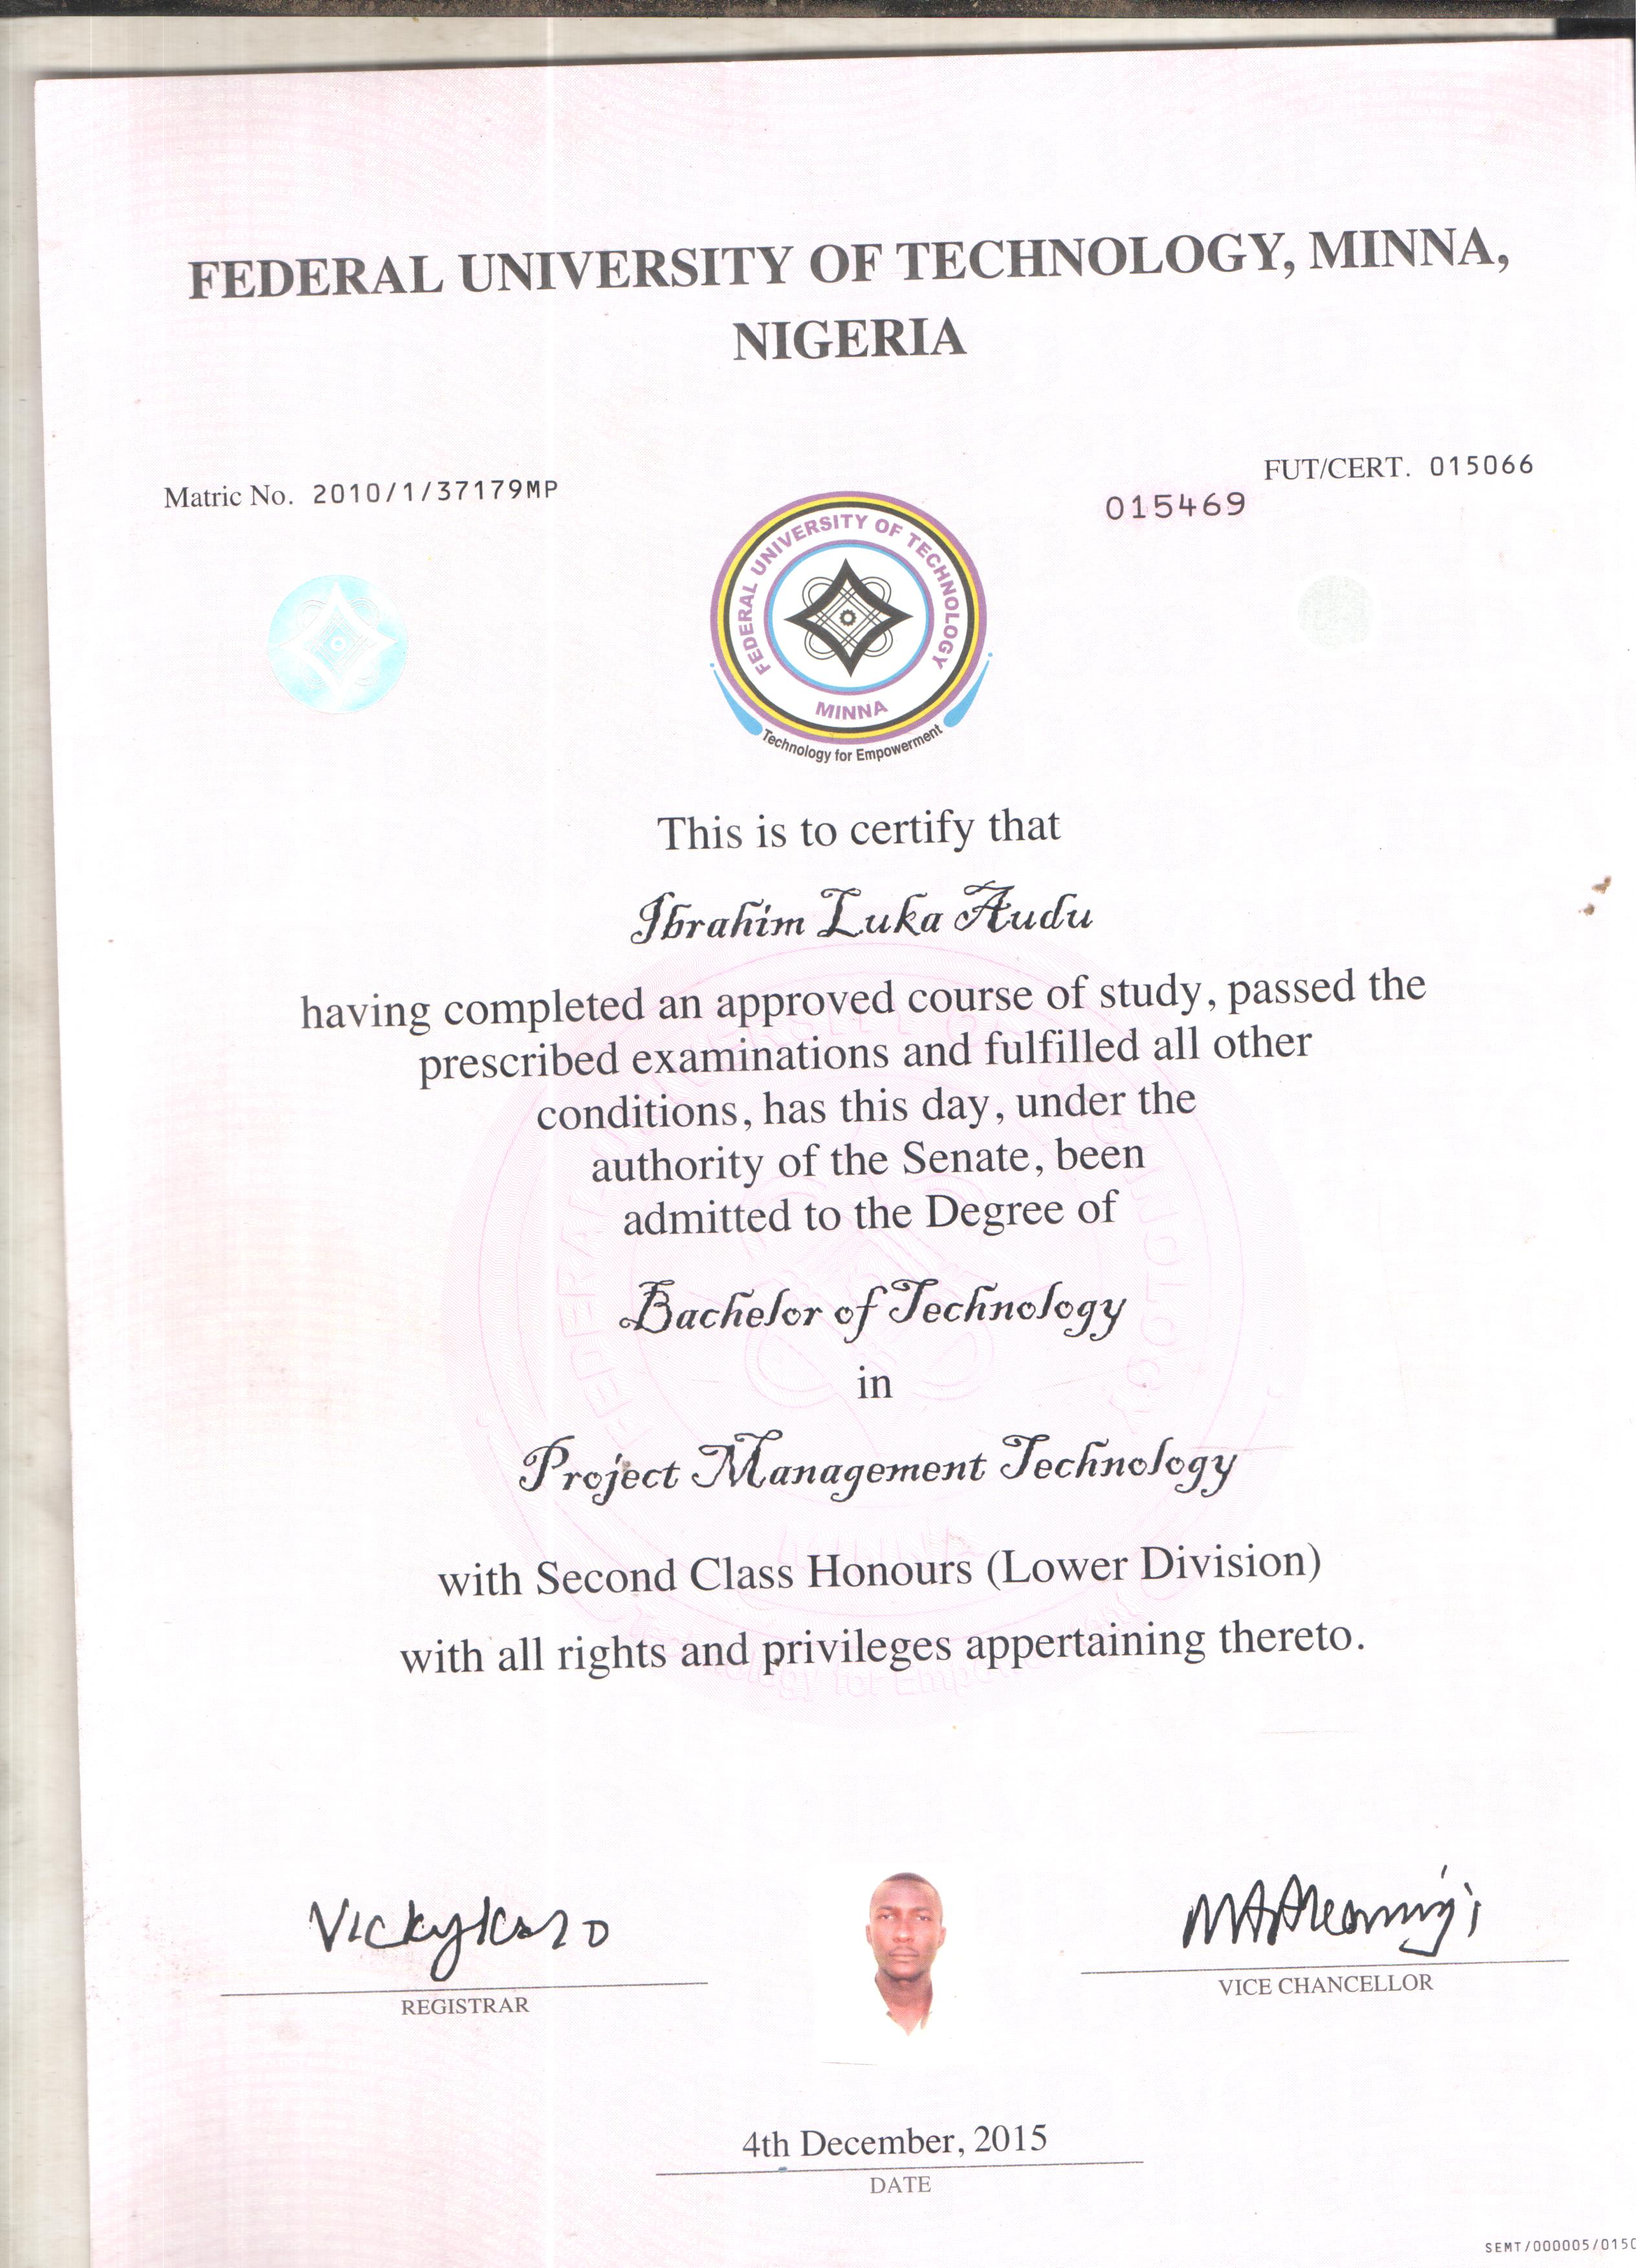 FEDERAL UNIVERSITY OF TECHNOLOGY, MINNA,
NIGERIA
Matric No. 2010/1/37179MP
FUT/CERT. 015066
015469
FEDERAL UNIVERSITY OF TECHNOLOGY
MINNA
Technology for Empowerment
This is to certify that
Ibrahim Luka Audu
having completed an approved course of study, passed the
prescribed examinations and fulfilled all other
conditions, has this day, under the
authority of the Senate, been
admitted to the Degree of
Bachelor of Technology
in
Project Management Technology
with Second Class Honours (Lower Division)
with all rights and privileges appertaining thereto.
REGISTRAR
VICE CHANCELLOR
4th December, 2015
DATE
SEMT/000005/0150